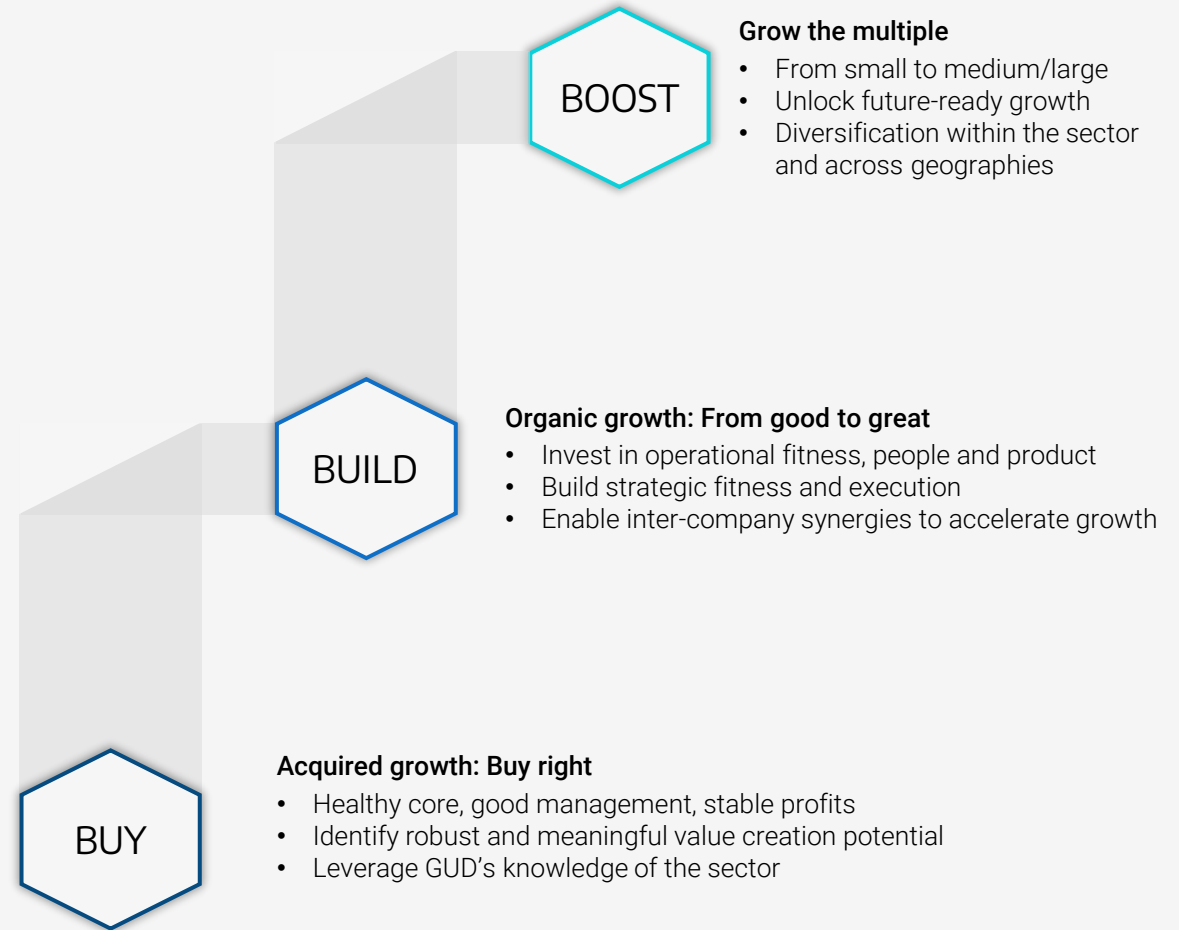 BOOST
Grow the multiple
• From small to medium/large
• Unlock future-ready growth
• Diversification within the sector
and across geographies
BUILD
Organic growth: From good to great
• Invest in operational fitness, people and product
• Build strategic fitness and execution
• Enable inter-company synergies to accelerate growth
BUY
Acquired growth: Buy right
• Healthy core, good management, stable profits
• Identify robust and meaningful value creation potential
• Leverage GUD’s knowledge of the sector